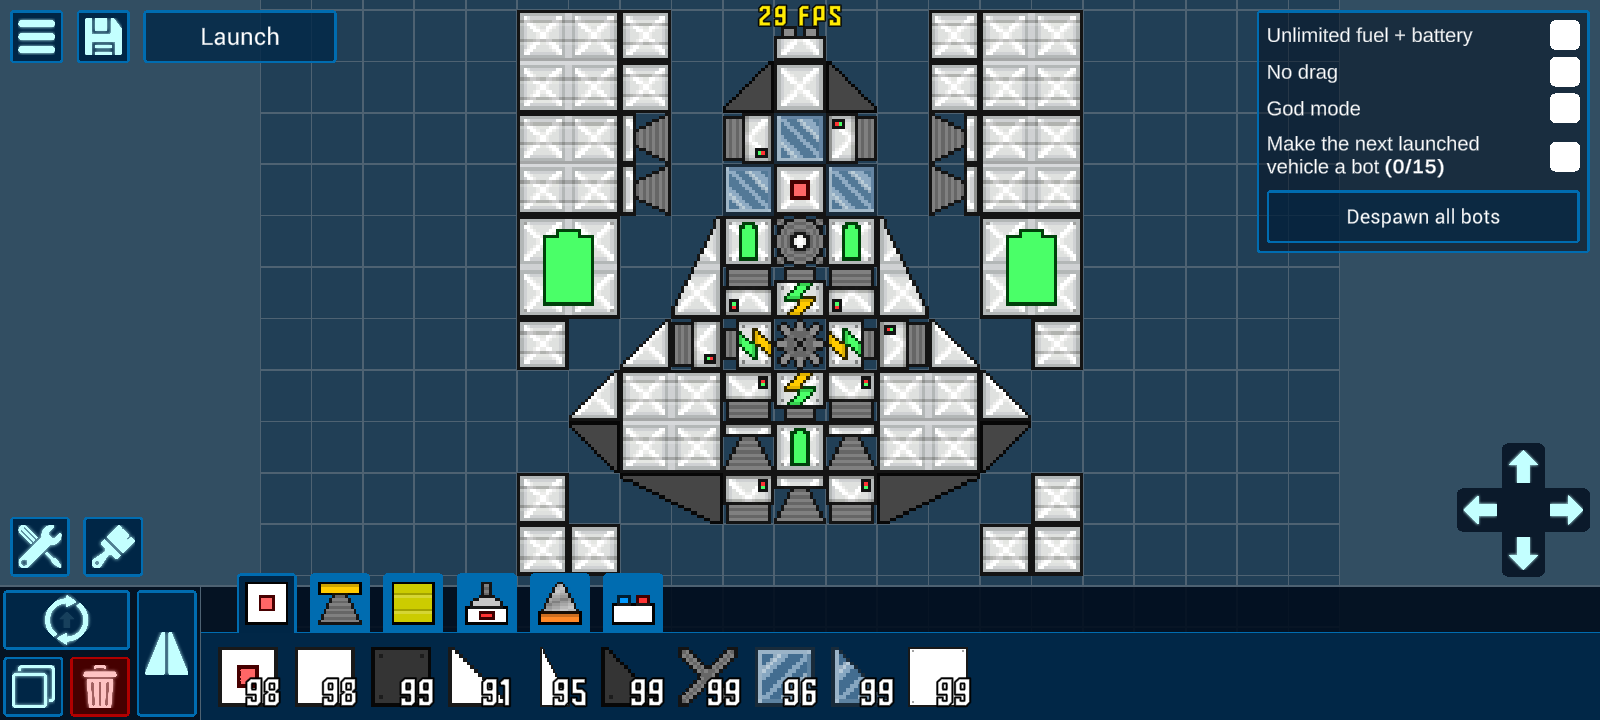 29 FPS
Launch
Unlimited fuel + battery
No drag
God mode
Make the next launched
vehicle a bot (0/15)
Despawn all bots
98
98
99
91
95
99
99
96
99
99